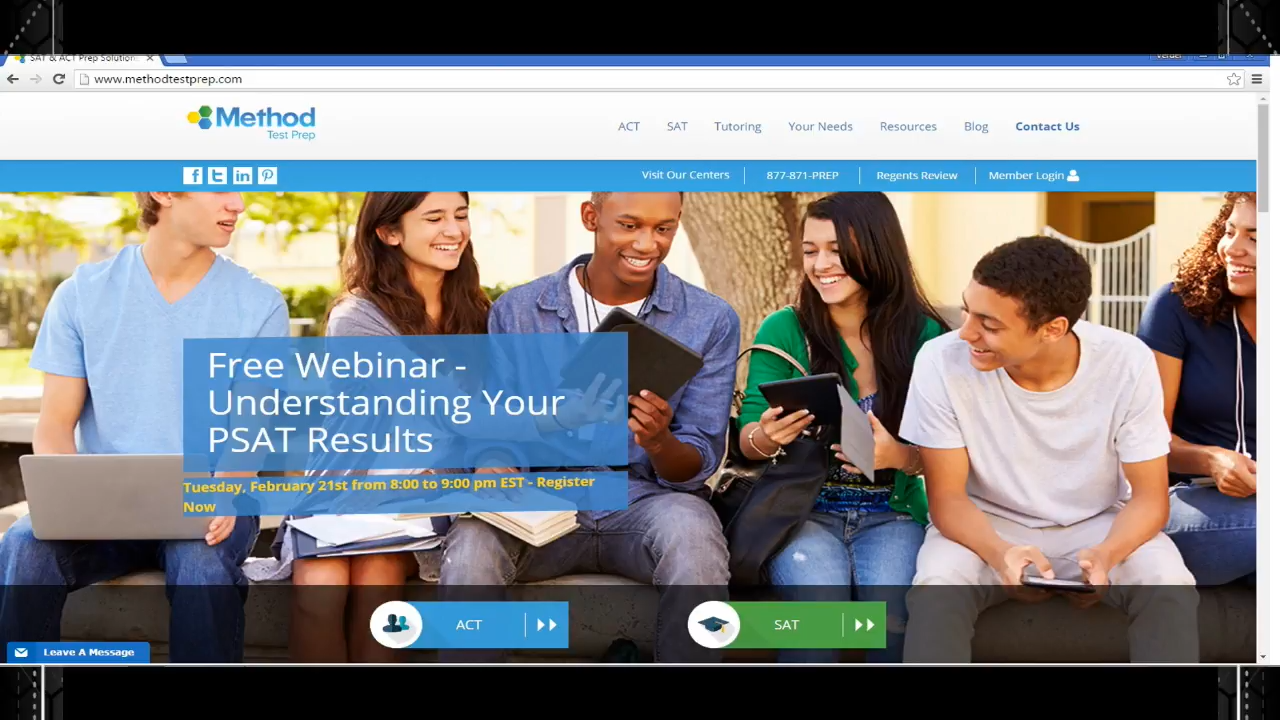 SAT & ACT Prep Solution
www.methodtestprep.com
Method
Test Prep
ACT SAT Tutoring Your Needs Resources Blog Contact Us
Visit Our Centers 877-871-PREP Regents Review Member Login
Free Webinar -
Understanding Your
PSAT Results
Tuesday, February 21st from 8:00 to 9:00 pm EST - Register
Now
ACT SAT
Leave A Message